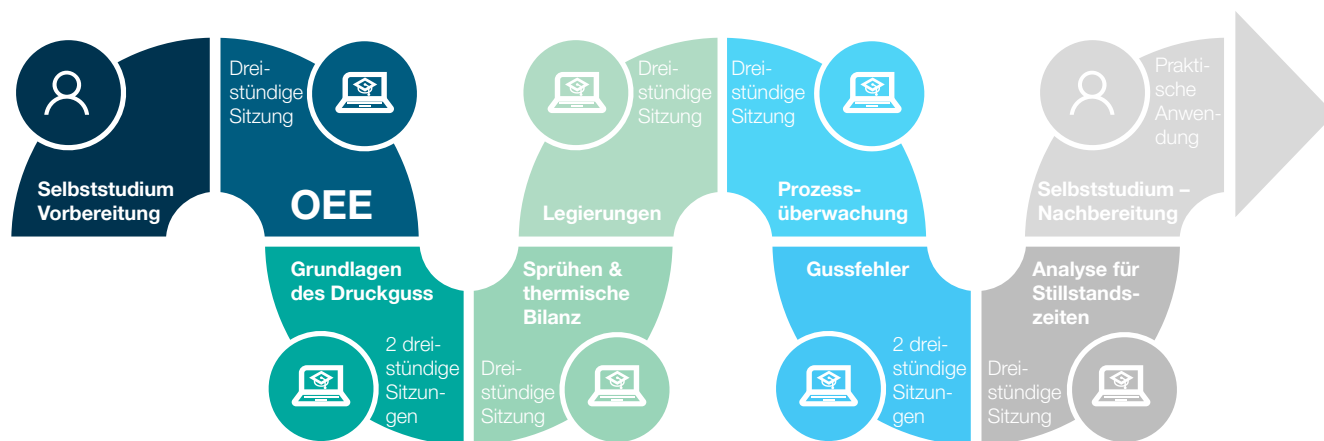 Selbststudium
Vorbereitung
Drei-
stündige
Sitzung
OEE
Grundlagen
des Druckguss
2 drei-
stündige
Sitzun-
gen
Sprühen &
thermische
Bilanz
Drei-
stündige
Sitzung
Legierungen
Drei-
stündige
Sitzung
Drei-
stündige
Sitzung
Prozess-
überwachung
Gussfehler
2 drei-
stündige
Sitzun-
gen
Analyse für
Stillstands-
zeiten
Drei-
stündige
Sitzung
Selbststudium –
Nachbereitung
Prakti-
sche
Anwen-
dung